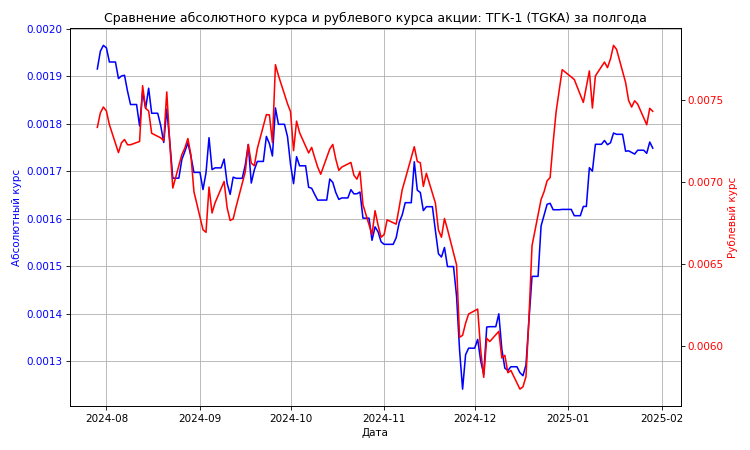 Сравнение абсолютного курса и рублевого курса акции: ТГК-1 (TGKA) за полгода
0.0020
0.0019
0.0018
0.0017
0.0016
0.0015
0.0014
0.0013
Абсолютный курс
0.0075
0.0070
0.0065
0.0060
Рублевый курс
2024-08 2024-09 2024-10 2024-11 2024-12 2025-01 2025-02
Дата